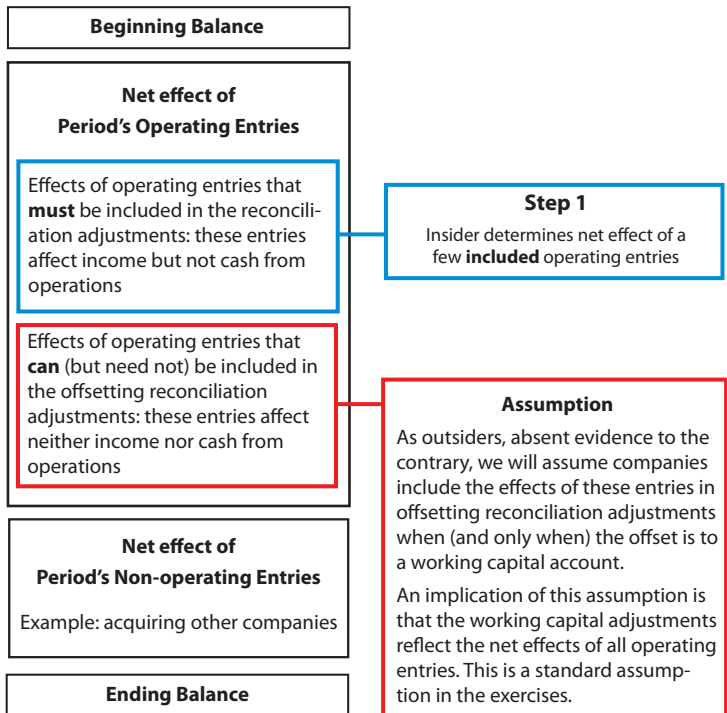 Beginning Balance
Net effect of
Period's Operating Entries
Effects of operating entries that
must be included in the reconcili-
ation adjustments: these entries
affect income but not cash from
operations
Step 1
Insider determines net effect of a
few included operating entries
Effects of operating entries that
can (but need not) be included in
the offsetting reconciliation
adjustments: these entries affect
neither income nor cash from
operations
Assumption
As outsiders, absent evidence to the
contrary, we will assume companies
include the effects of these entries in
offsetting reconciliation adjustments
when (and only when) the offset is to
a working capital account.
An implication of this assumption is
that the working capital adjustments
reflect the net effects of all operating
entries. This is a standard assump-
tion in the exercises.
Net effect of
Period's Non-operating Entries
Example: acquiring other companies
Ending Balance